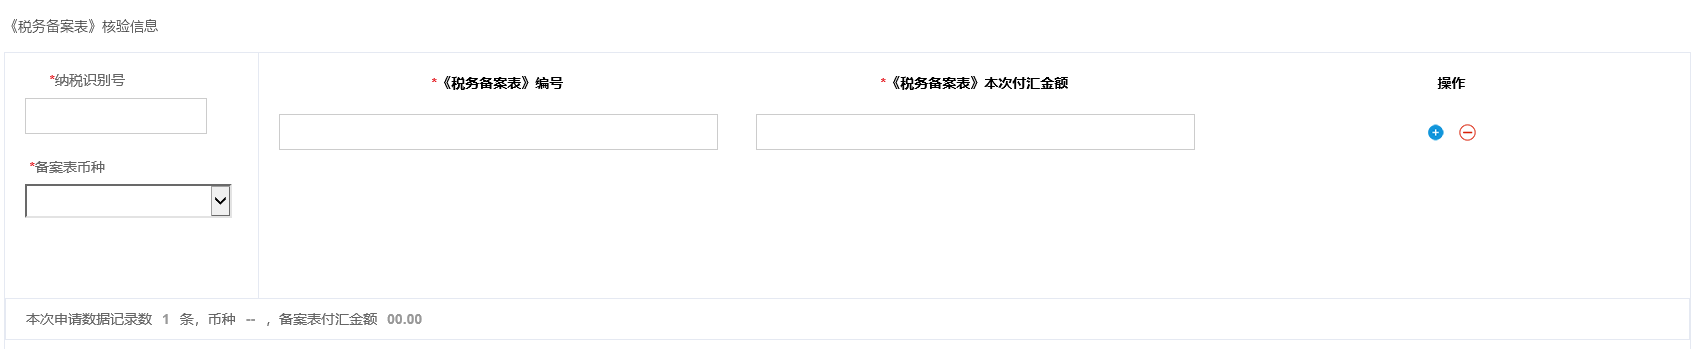 《税务备案表》核验信息
*纳税识别号
*《税务备案表》编号
*《税务备案表》本次付汇金额
操作
*备案表币种
本次申请数据记录数 1 条，币种 -- ，备案表付汇金额 00.00